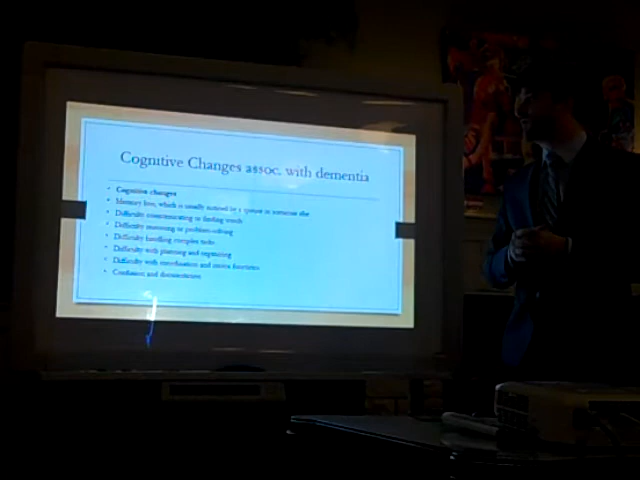 Cognitive Changes assoc. with dementia
Cognitive changes
Memory loss, which is usually noticed by a spouse or someone else
Difficulty communicating or finding words
Difficulty reasoning or problem-solving
Difficulty handling complex tasks
Difficulty with planning and organizing
Difficulty with coordination and motor functions
Confusion and disorientation